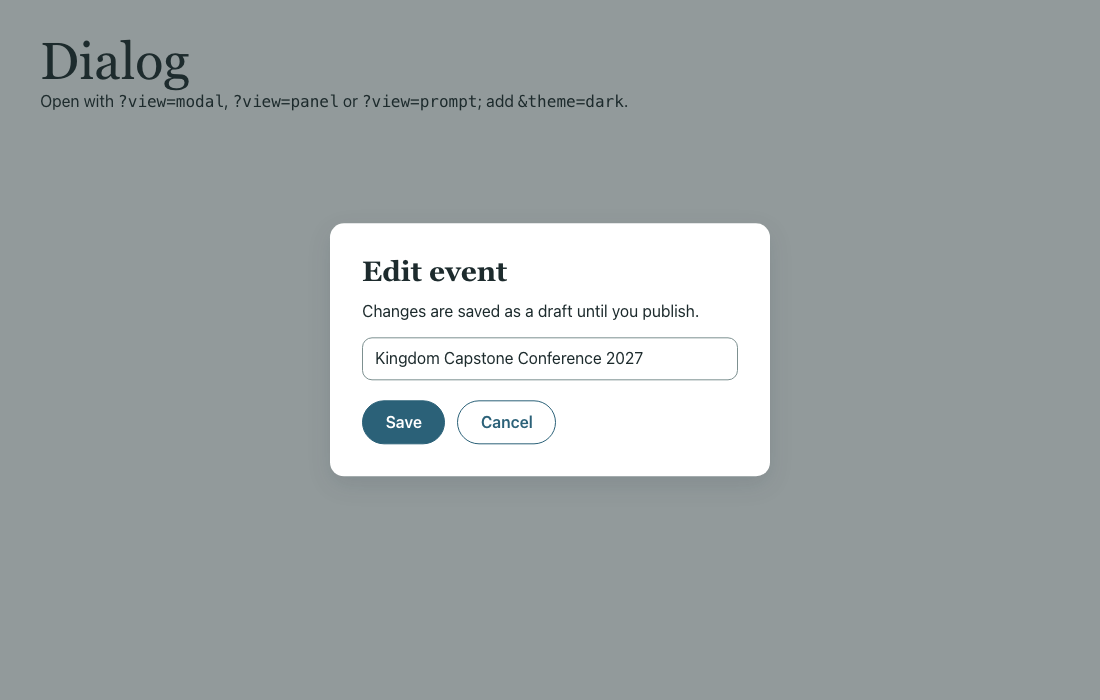 Dialog
Open with ?view=modal, ?view=panel or ?view=prompt; add &theme=dark.
Edit event
Changes are saved as a draft until you publish.
Kingdom Capstone Conference 2027
Save Cancel